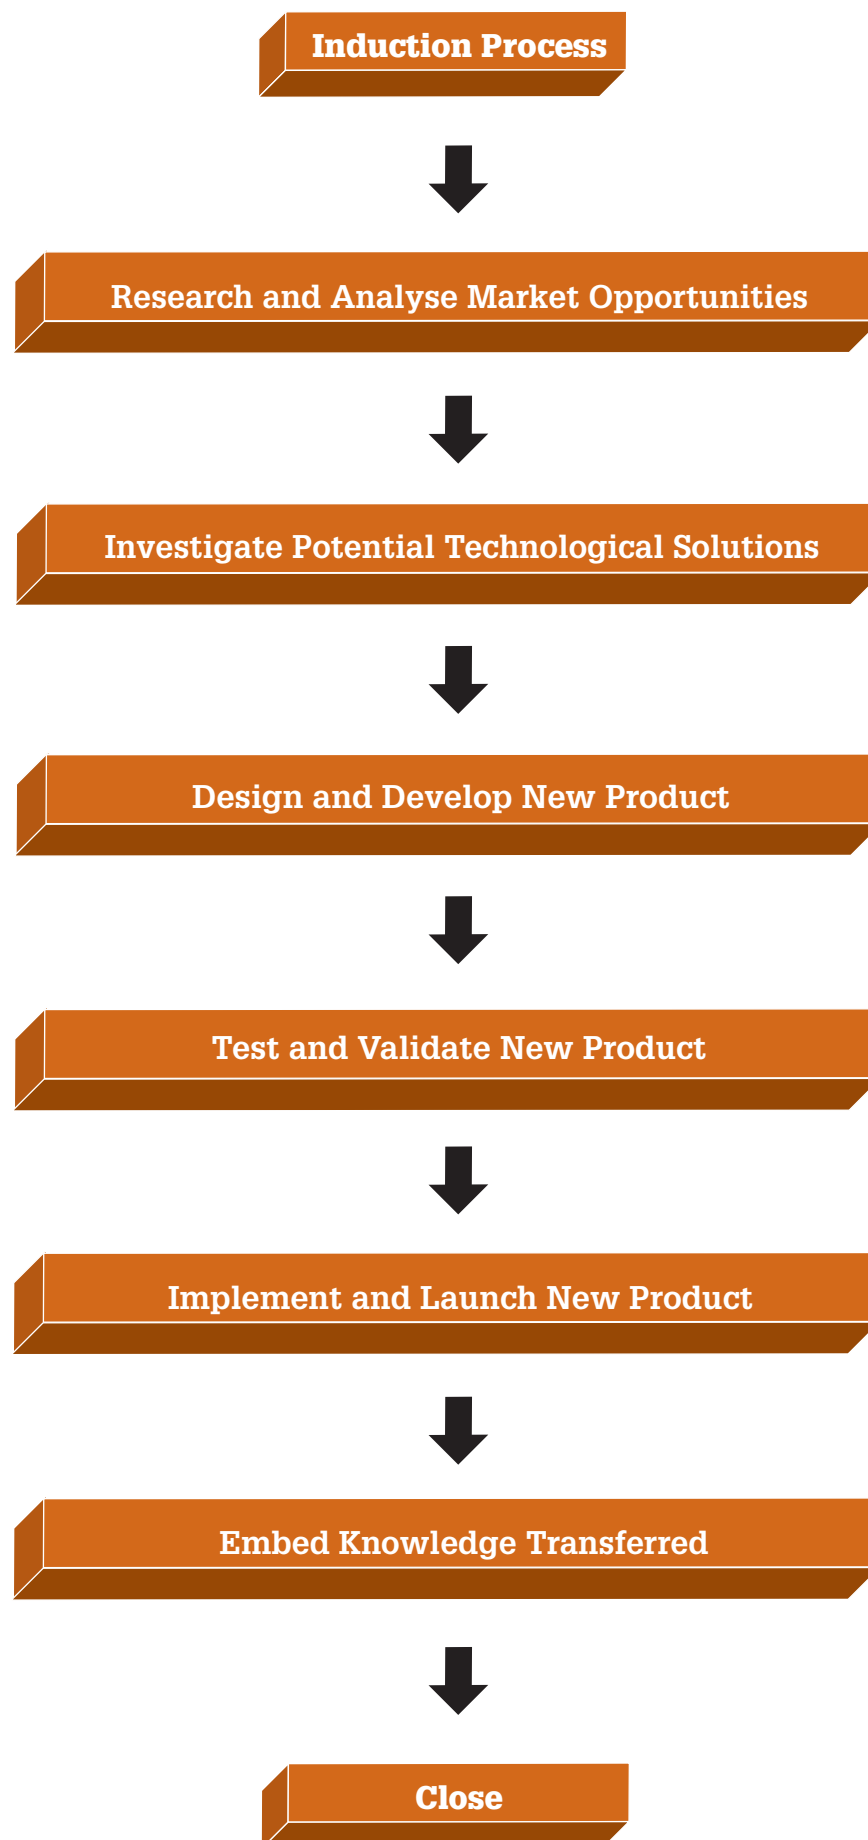 Induction Process
Research and Analyse Market Opportunities
Investigate Potential Technological Solutions
Design and Develop New Product
Test and Validate New Product
Implement and Launch New Product
Embed Knowledge Transferred
Close